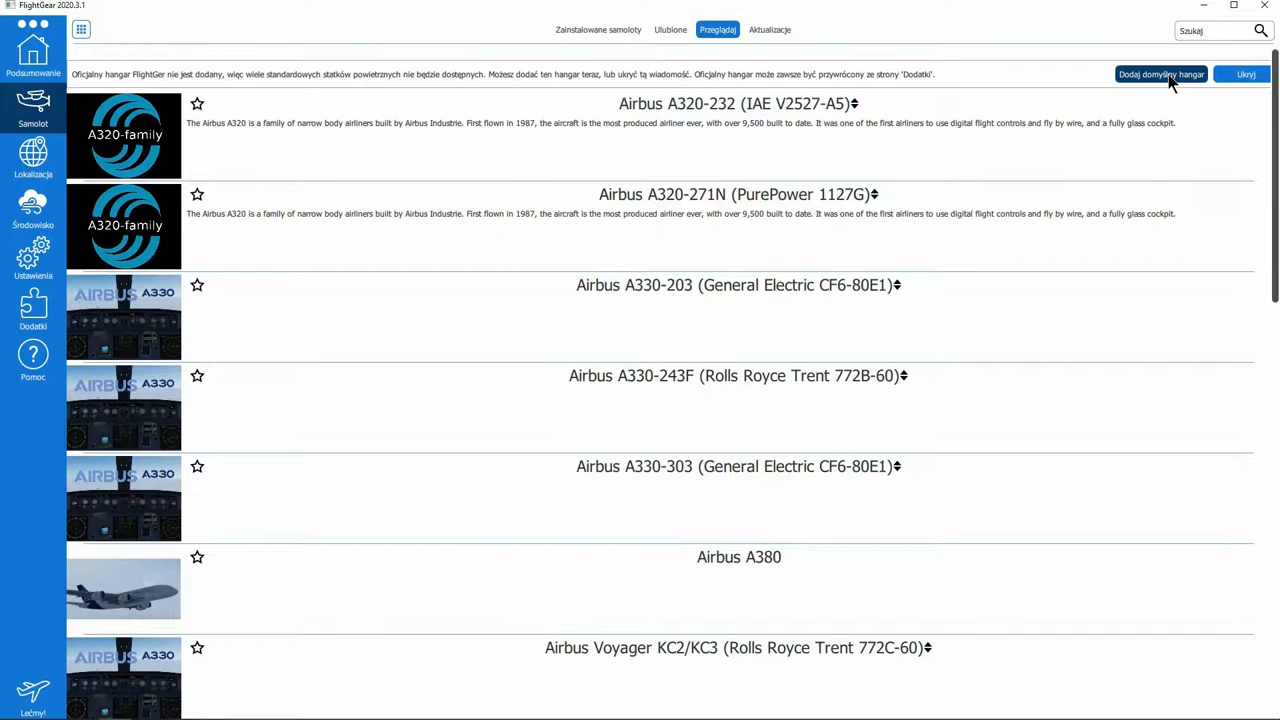 FlightGear 2020.3.1
Zainstalowane samoloty
Ulubione
Przeglądaj
Aktualizacje
Szukaj
Podsumowanie
Samolot
Lokalizacja
Środowisko
Ustawienia
Dodatki
Pomoc
Lećmy!
Oficjalny hangar FlightGer nie jest dodany, więc wiele standardowych statków powietrznych nie będzie dostępnych. Możesz dodać ten hangar teraz, lub ukryć tą wiadomość. Oficjalny hangar może zawsze być przywrócony ze strony 'Dodatki'.
Dodaj domyślny hangar
Ukryj
A320-family
Airbus A320-232 (IAE V2527-A5)
The Airbus A320 is a family of narrow body airliners built by Airbus Industrie. First flown in 1987, the aircraft is the most produced airliner ever, with over 9,500 built to date. It was one of the first airliners to use digital flight controls and fly by wire, and a fully glass cockpit.
A320-family
Airbus A320-271N (PurePower 1127G)
The Airbus A320 is a family of narrow body airliners built by Airbus Industrie. First flown in 1987, the aircraft is the most produced airliner ever, with over 9,500 built to date. It was one of the first airliners to use digital flight controls and fly by wire, and a fully glass cockpit.
AIRBUS A330
Airbus A330-203 (General Electric CF6-80E1)
AIRBUS A330
Airbus A330-243F (Rolls Royce Trent 772B-60)
AIRBUS A330
Airbus A330-303 (General Electric CF6-80E1)
Airbus A380
AIRBUS A330
Airbus Voyager KC2/KC3 (Rolls Royce Trent 772C-60)